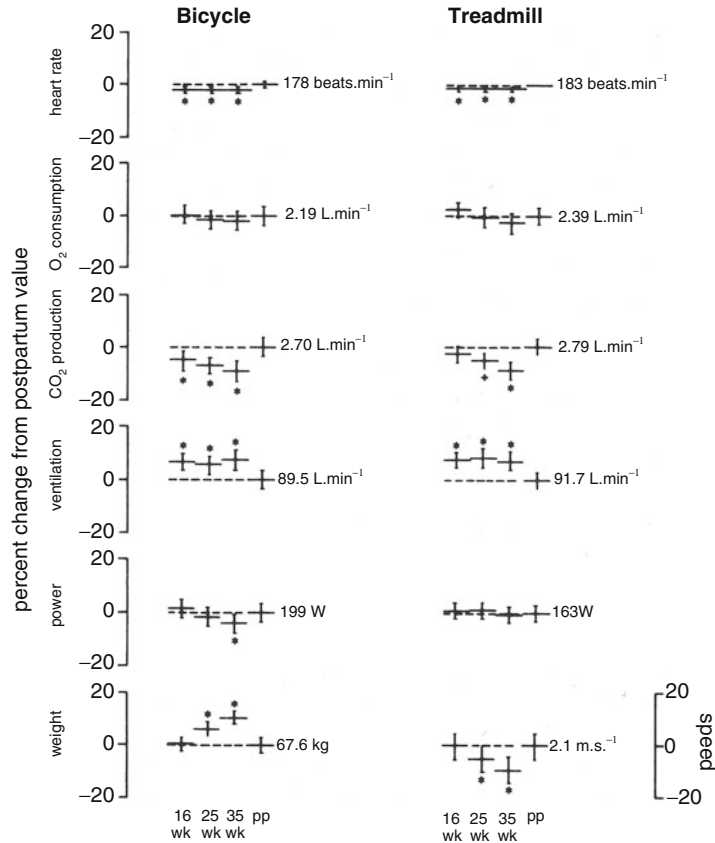 Bicycle Treadmill
percent change from postpartum value
heart rate
20
0
−20
178 beats.min⁻¹
* * *
183 beats.min⁻¹
* * *
O₂ consumption
20
0
−20
2.19 L.min⁻¹
2.39 L.min⁻¹
CO₂ production
20
0
−20
2.70 L.min⁻¹
* * *
2.79 L.min⁻¹
+ *
ventilation
20
0
−20
* * *
89.5 L.min⁻¹
* * *
91.7 L.min⁻¹
power
20
0
−20
199 W
*
163W
weight
20
0
−20
* *
67.6 kg
2.1 m.s.⁻¹
* *
20
0
−20
speed
16 wk 25 wk 35 wk pp
16 wk 25 wk 35 wk pp